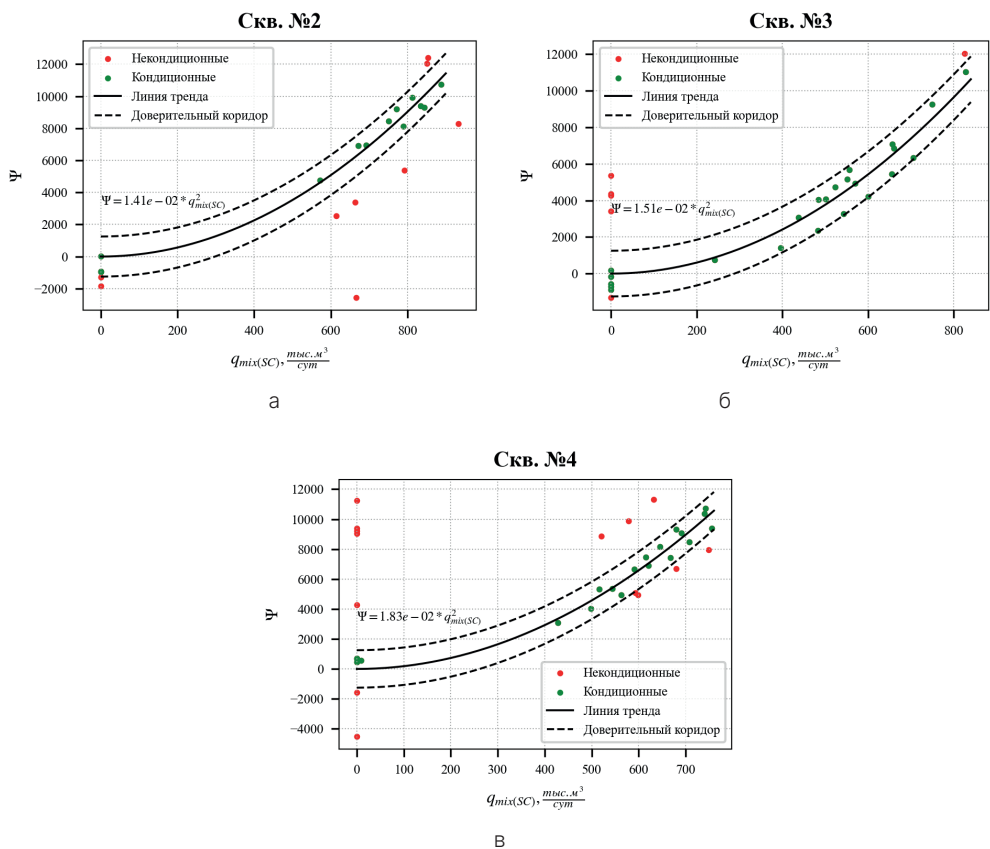 Скв. №2
Некондиционные
Кондиционные
Линия тренда
Доверительный коридор
Ψ = 1.41e − 02 * q²mix(SC)
Ψ
12000
10000
8000
6000
4000
2000
0
−2000
0 200 400 600 800
qmix(SC), тыс.м³/сут
а
Скв. №3
Некондиционные
Кондиционные
Линия тренда
Доверительный коридор
Ψ = 1.51e − 02 * q²mix(SC)
Ψ
12000
10000
8000
6000
4000
2000
0
0 200 400 600 800
qmix(SC), тыс.м³/сут
б
Скв. №4
Ψ = 1.83e − 02 * q²mix(SC)
Некондиционные
Кондиционные
Линия тренда
Доверительный коридор
Ψ
12000
10000
8000
6000
4000
2000
0
−2000
−4000
0 100 200 300 400 500 600 700
qmix(SC), тыс.м³/сут
в